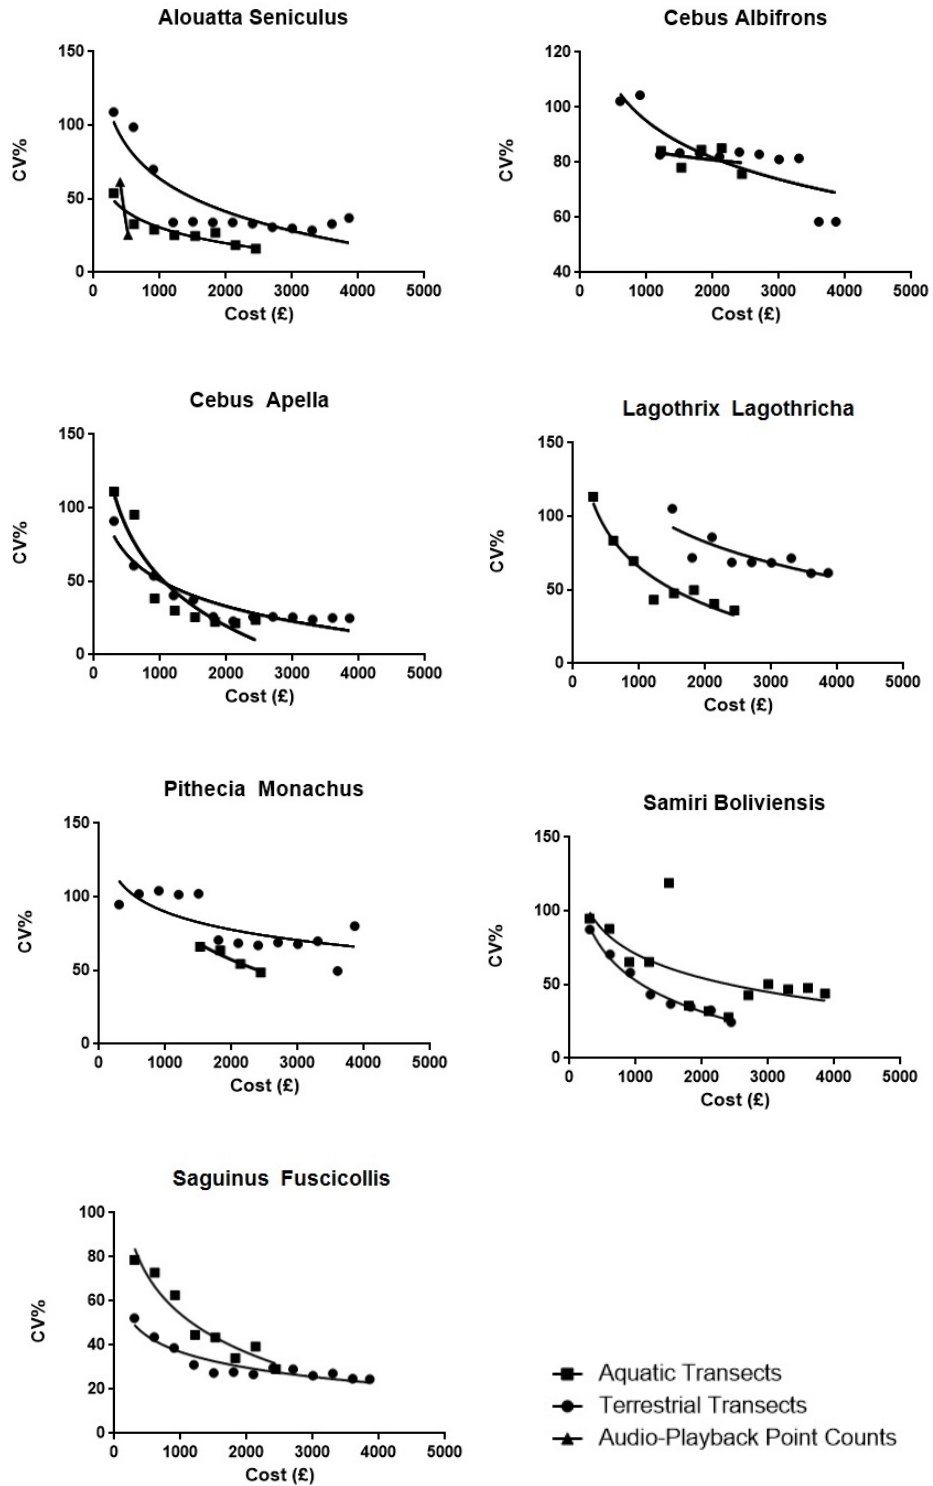 Alouatta Seniculus
150
100
50
0
CV%
0 1000 2000 3000 4000 5000
Cost (£)
Cebus Albifrons
120
100
80
60
40
CV%
0 1000 2000 3000 4000 5000
Cost (£)
Cebus Apella
150
100
50
0
CV%
0 1000 2000 3000 4000 5000
Cost (£)
Lagothrix Lagothricha
150
100
50
0
CV%
0 1000 2000 3000 4000 5000
Cost (£)
Pithecia Monachus
150
100
50
0
CV%
0 1000 2000 3000 4000 5000
Cost (£)
Samiri Boliviensis
150
100
50
0
CV%
0 1000 2000 3000 4000 5000
Cost (£)
Saguinus Fuscicollis
100
80
60
40
20
0
CV%
0 1000 2000 3000 4000 5000
Cost (£)
Aquatic Transects
Terrestrial Transects
Audio-Playback Point Counts